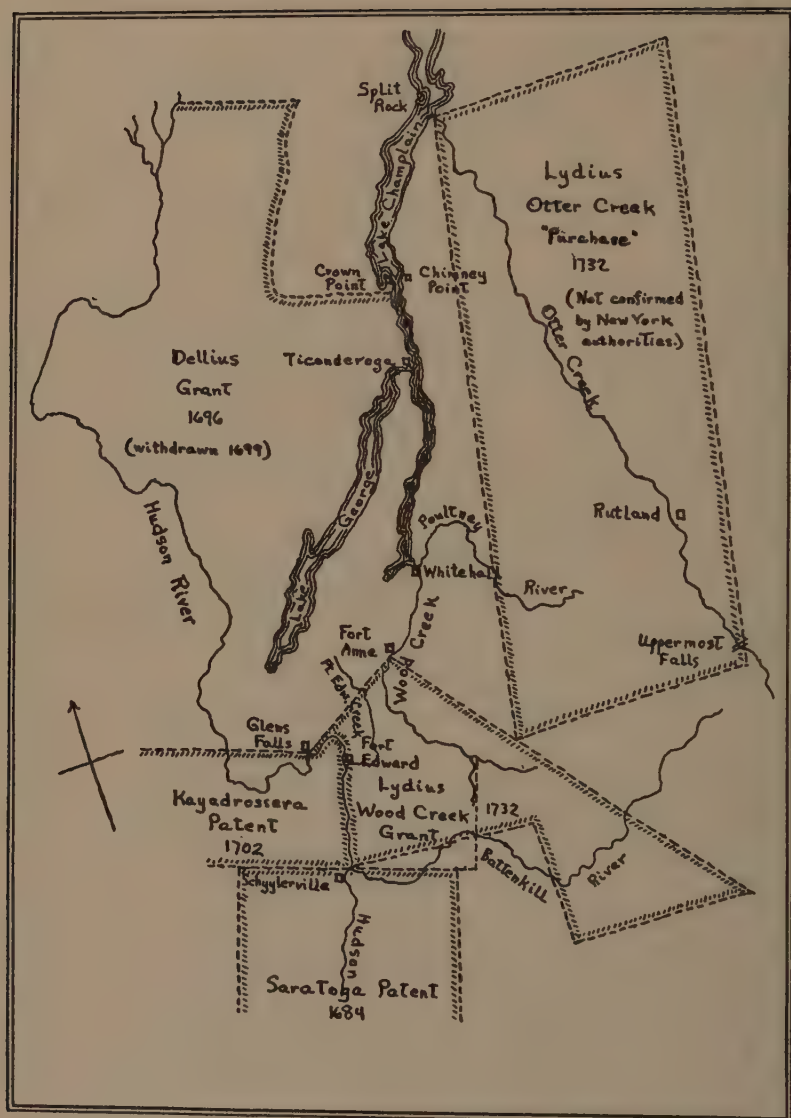 Split
Rock
Lake Champlain
Lydius
Otter Creek
"Purchase"
1732
(Not confirmed
by New York
authorities.)
Crown
Point
Chimney
Point
Otter Creek
Dellius
Grant
1696
(withdrawn 1699)
Ticonderoga
Lake George
Hudson River
Poultney
River
Rutland
Whitehall
Wood Creek
Fort
Anne
Ft. Edw. Creek
Uppermost
Falls
Glens
Falls
Fort
Edward
Lydius
Wood Creek
Grant
1732
Kayadrossera
Patent
1702
Battenkill
River
Schyylerville
Hudson
Saratoga Patent
1684